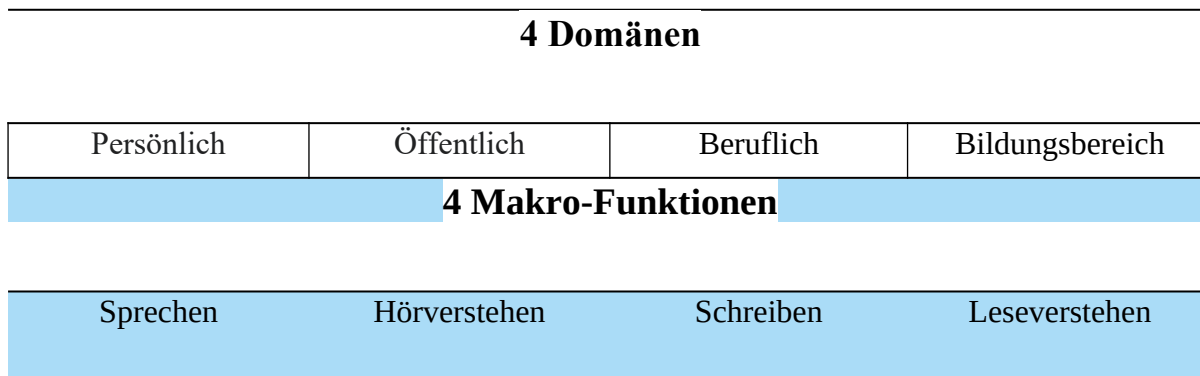 4 Domänen
Persönlich Öffentlich Beruflich Bildungsbereich
4 Makro-Funktionen
Sprechen Hörverstehen Schreiben Leseverstehen